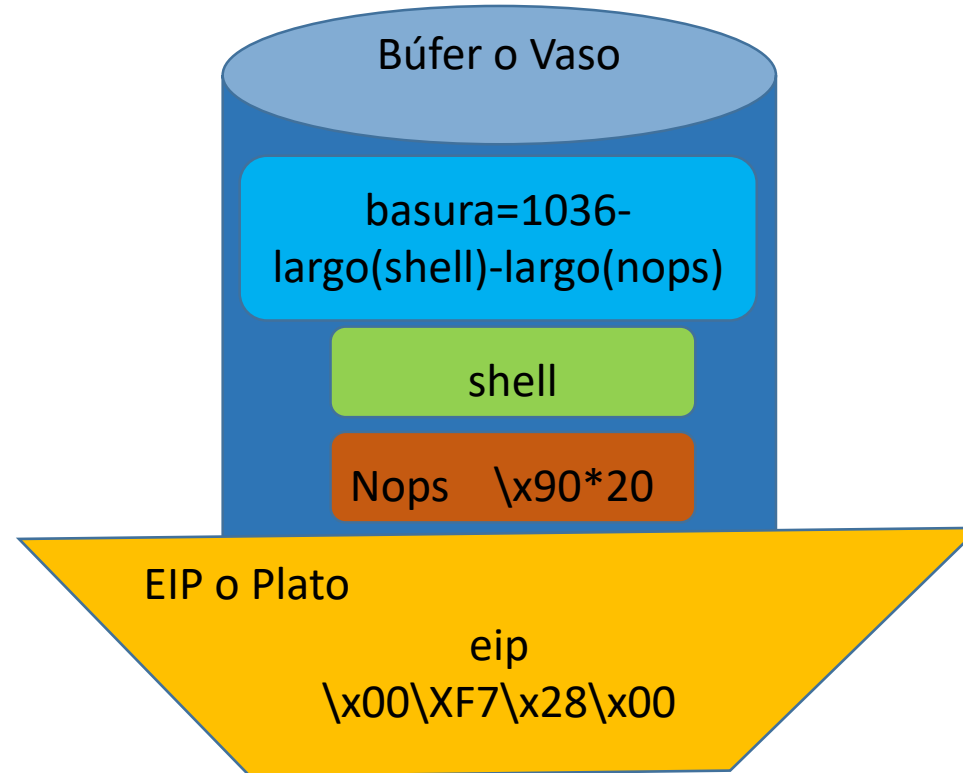 Búfer o Vaso
basura=1036-
largo(shell)-largo(nops)
shell
Nops \x90*20
EIP o Plato
eip
\x00\XF7\x28\x00